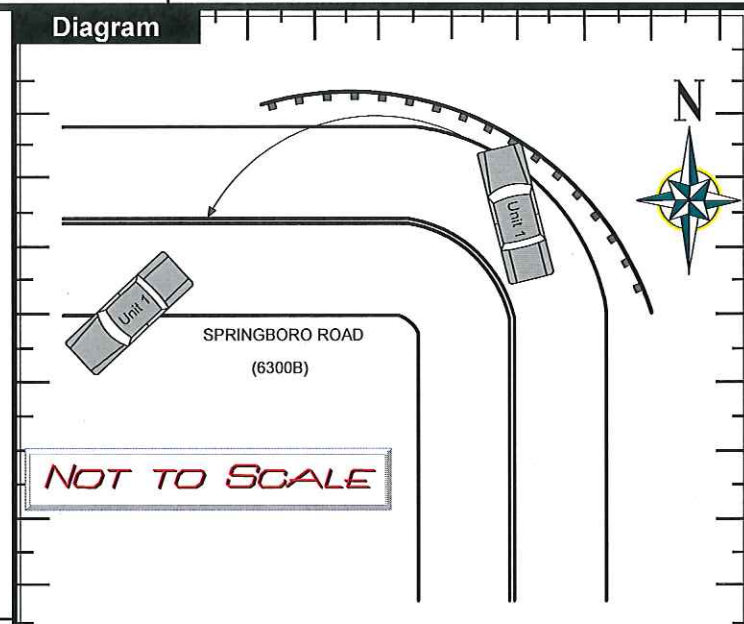 Diagram
N
Unit 1
Unit 1
SPRINGBORO ROAD
(6300B)
NOT TO SCALE